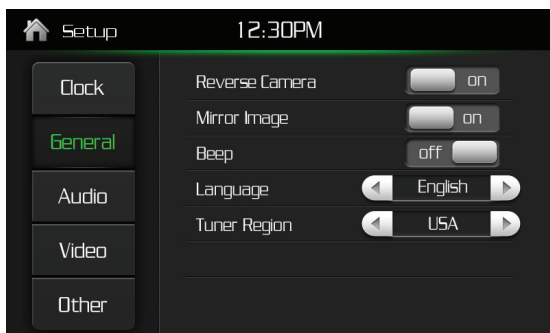 Setup 12:30PM
Clock
General
Audio
Video
Other
Reverse Camera on
Mirror Image on
Beep off
Language English
Tuner Region USA